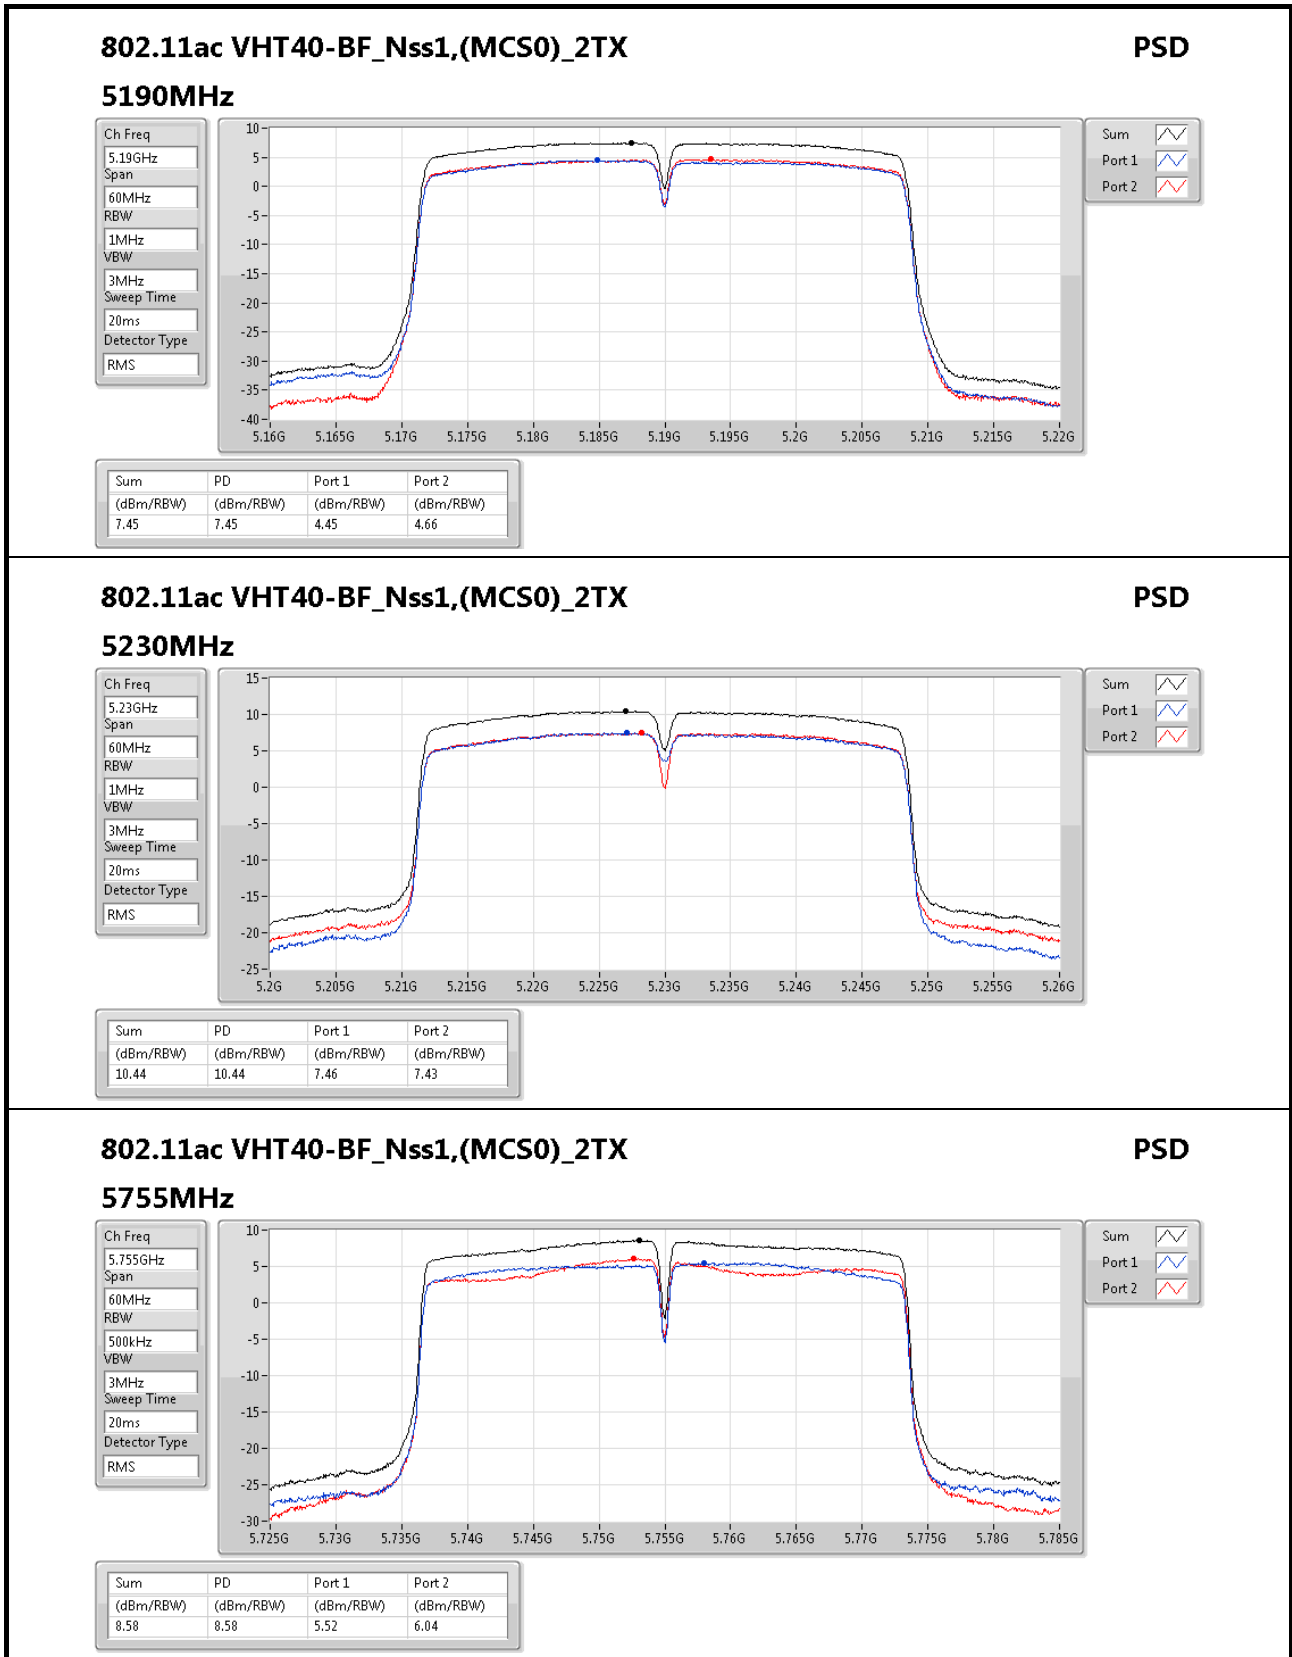 802.11ac VHT40-BF_Nss1,(MCS0)_2TX PSD
5190MHz
Ch Freq
5.19GHz
Span
60MHz
RBW
1MHz
VBW
3MHz
Sweep Time
20ms
Detector Type
RMS
10
5
0
-5
-10
-15
-20
-25
-30
-35
-40
5.16G 5.165G 5.17G 5.175G 5.18G 5.185G 5.19G 5.195G 5.2G 5.205G 5.21G 5.215G 5.22G
Sum
Port 1
Port 2
Sum PD Port 1 Port 2
(dBm/RBW) (dBm/RBW) (dBm/RBW) (dBm/RBW)
7.45 7.45 4.45 4.66
802.11ac VHT40-BF_Nss1,(MCS0)_2TX PSD
5230MHz
Ch Freq
5.23GHz
Span
60MHz
RBW
1MHz
VBW
3MHz
Sweep Time
20ms
Detector Type
RMS
15
10
5
0
-5
-10
-15
-20
-25
5.2G 5.205G 5.21G 5.215G 5.22G 5.225G 5.23G 5.235G 5.24G 5.245G 5.25G 5.255G 5.26G
Sum
Port 1
Port 2
Sum PD Port 1 Port 2
(dBm/RBW) (dBm/RBW) (dBm/RBW) (dBm/RBW)
10.44 10.44 7.46 7.43
802.11ac VHT40-BF_Nss1,(MCS0)_2TX PSD
5755MHz
Ch Freq
5.755GHz
Span
60MHz
RBW
500kHz
VBW
3MHz
Sweep Time
20ms
Detector Type
RMS
10
5
0
-5
-10
-15
-20
-25
-30
5.725G 5.73G 5.735G 5.74G 5.745G 5.75G 5.755G 5.76G 5.765G 5.77G 5.775G 5.78G 5.785G
Sum
Port 1
Port 2
Sum PD Port 1 Port 2
(dBm/RBW) (dBm/RBW) (dBm/RBW) (dBm/RBW)
8.58 8.58 5.52 6.04